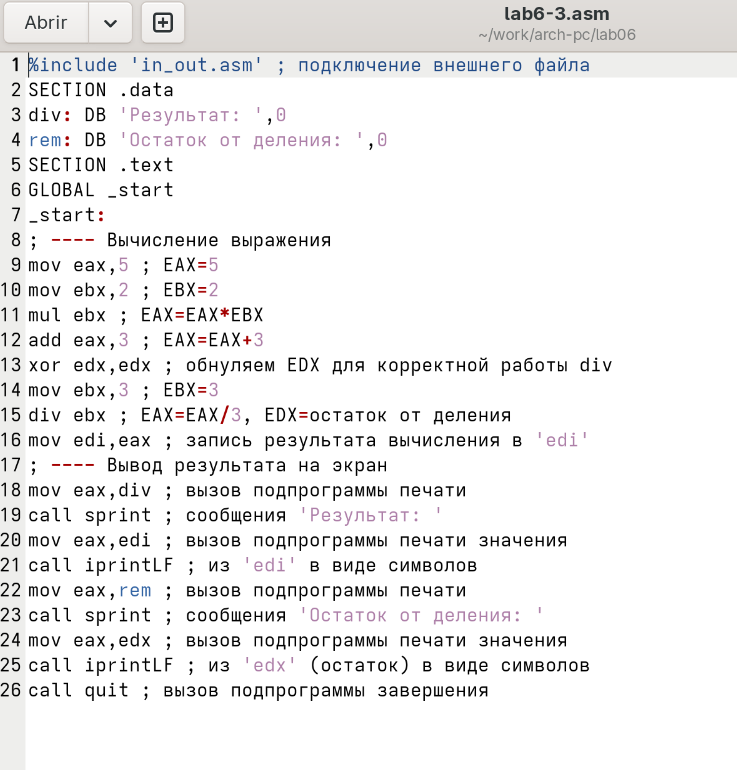 Abrir
lab6-3.asm
~/work/arch-pc/lab06
1 %include 'in_out.asm' ; подключение внешнего файла
2 SECTION .data
3 div: DB 'Результат: ',0
4 rem: DB 'Остаток от деления: ',0
5 SECTION .text
6 GLOBAL _start
7 _start:
8 ; ---- Вычисление выражения
9 mov eax,5 ; EAX=5
10 mov ebx,2 ; EBX=2
11 mul ebx ; EAX=EAX*EBX
12 add eax,3 ; EAX=EAX+3
13 xor edx,edx ; обнуляем EDX для корректной работы div
14 mov ebx,3 ; EBX=3
15 div ebx ; EAX=EAX/3, EDX=остаток от деления
16 mov edi,eax ; запись результата вычисления в 'edi'
17 ; ---- Вывод результата на экран
18 mov eax,div ; вызов подпрограммы печати
19 call sprint ; сообщения 'Результат: '
20 mov eax,edi ; вызов подпрограммы печати значения
21 call iprintLF ; из 'edi' в виде символов
22 mov eax,rem ; вызов подпрограммы печати
23 call sprint ; сообщения 'Остаток от деления: '
24 mov eax,edx ; вызов подпрограммы печати значения
25 call iprintLF ; из 'edx' (остаток) в виде символов
26 call quit ; вызов подпрограммы завершения